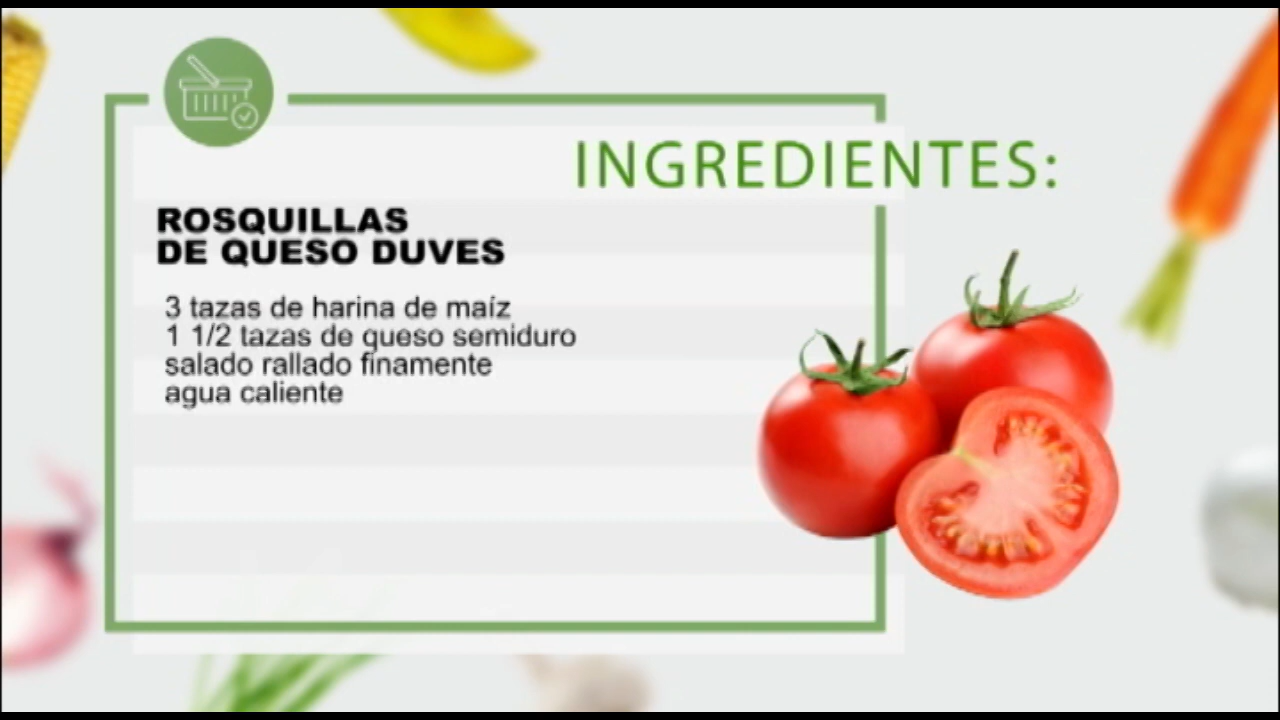 INGREDIENTES:
ROSQUILLAS
DE QUESO DUVES
3 tazas de harina de maíz
1 1/2 tazas de queso semiduro
salado rallado finamente
agua caliente